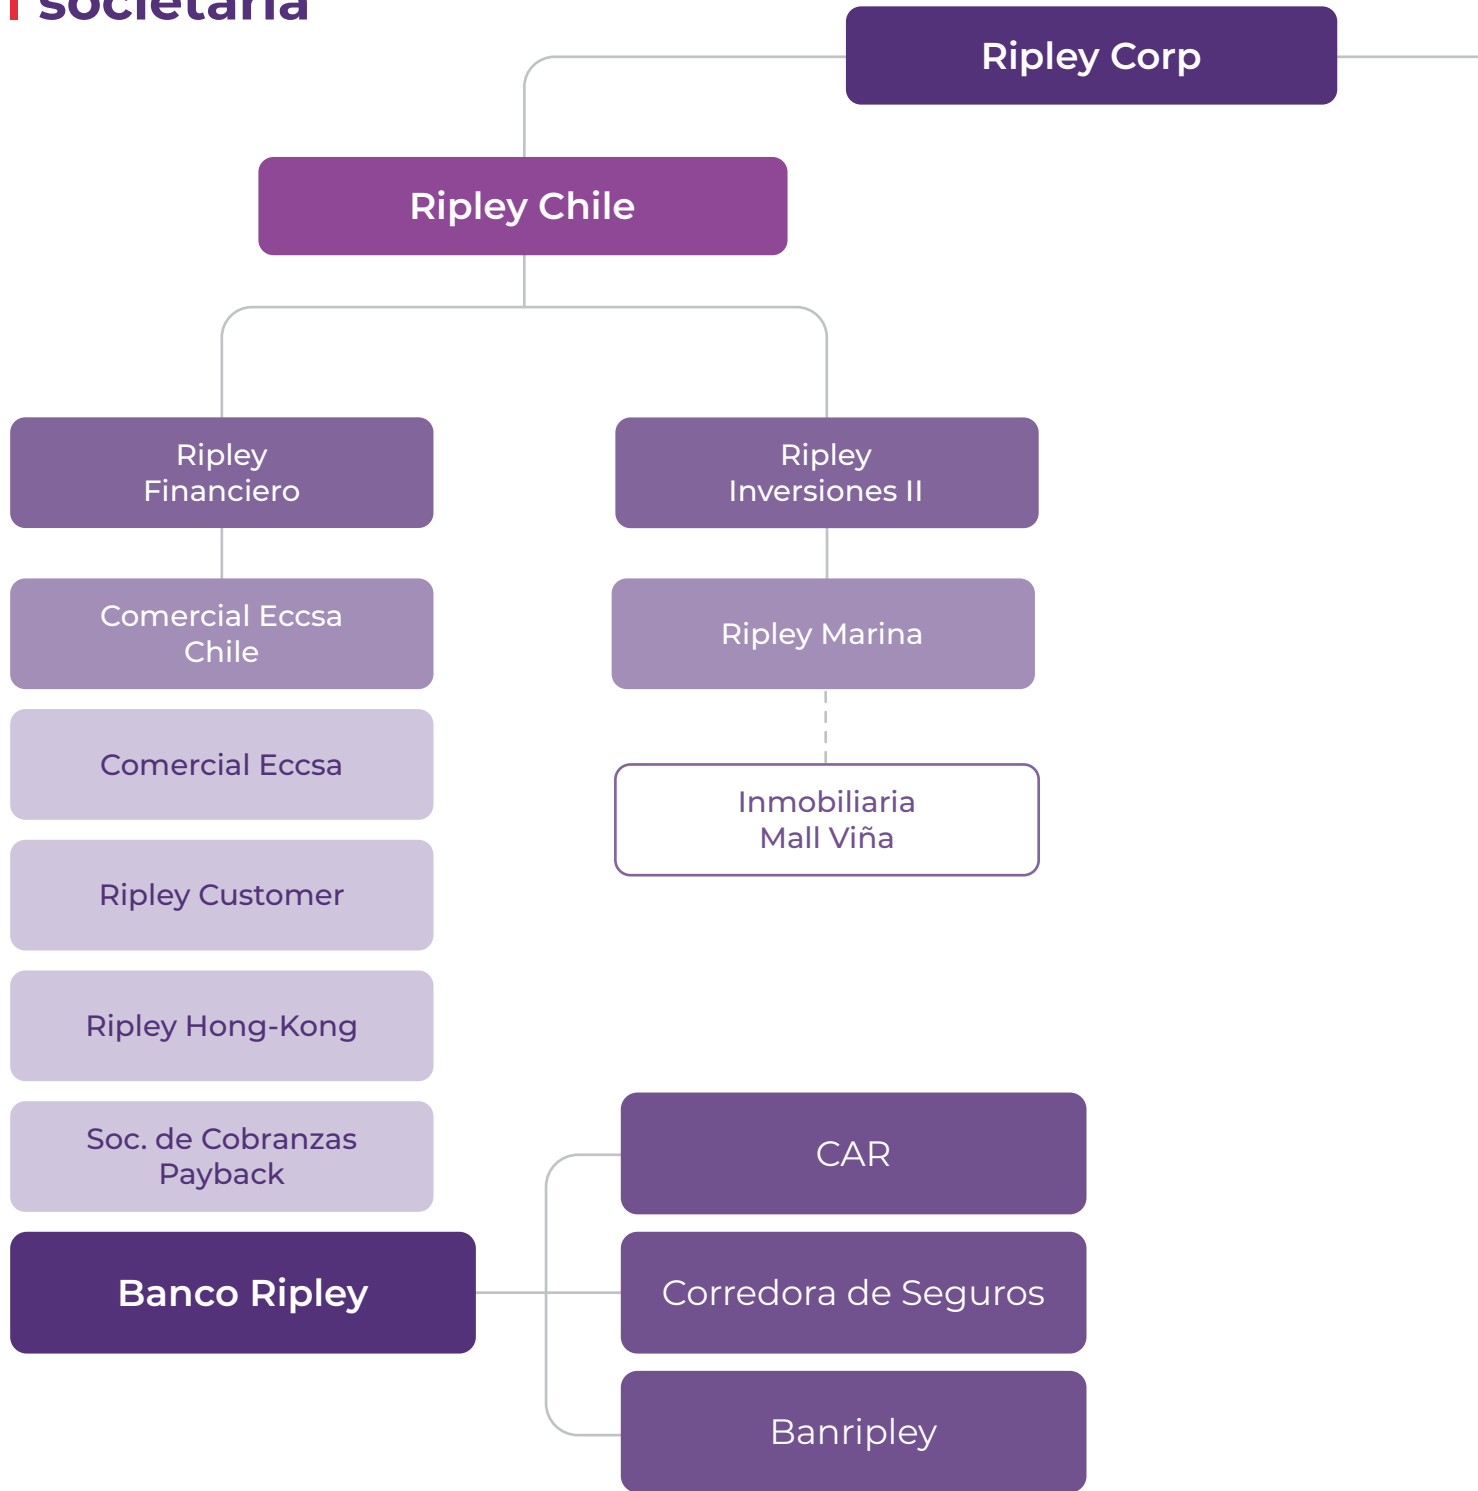 societaria
Ripley Corp
Ripley Chile
Ripley
Financiero
Ripley
Inversiones II
Comercial Eccsa
Chile
Ripley Marina
Comercial Eccsa
Inmobiliaria
Mall Viña
Ripley Customer
Ripley Hong-Kong
Soc. de Cobranzas
Payback
CAR
Banco Ripley
Corredora de Seguros
Banripley